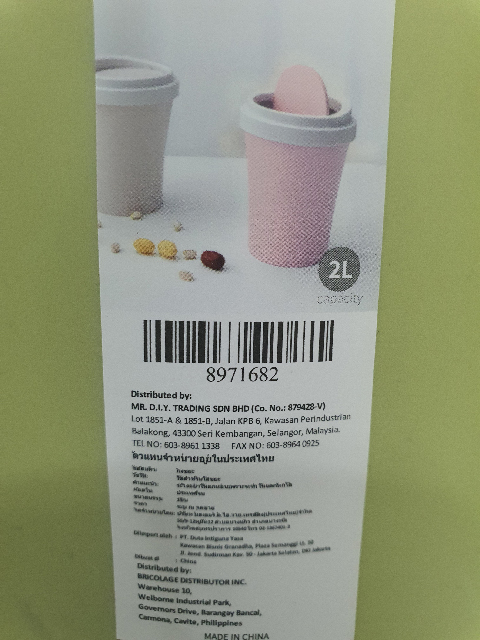 2L
capacity
8971682
Distributed by:
MR. D.I.Y. TRADING SDN BHD (Co. No.: 879428-V)
Lot 1851-A & 1851-B, Jalan KPB 6, Kawasan Perindustrian
Balakong, 43300 Seri Kembangan, Selangor, Malaysia.
TEL NO: 603-8961 1338 FAX NO: 603-8964 0925
ตัวแทนจำหน่ายอยู่ในประเทศไทย
Diimport oleh : PT. Duta Intiguna Yasa
Kawasan Bisnis Granadha, Plaza Semanggi Lt. 
Jl. Jend. Sudirman Kav. 50 - Jakarta Selatan, DKI Jakarta
Dibuat di : China
Distributed by:
BRICOLAGE DISTRIBUTOR INC.
Warehouse 10,
Welborne Industrial Park,
Governors Drive, Barangay Bancal,
Carmona, Cavite, Philippines
MADE IN CHINA